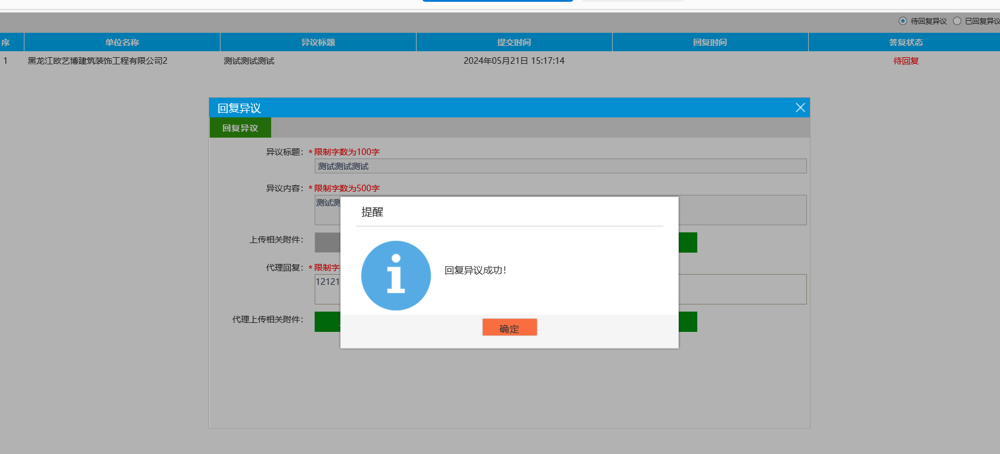 待回复异议 已回复异议
序 单位名称 异议标题 提交时间 回复时间 答复状态
1 黑龙江欧艺博建筑装饰工程有限公司2 测试测试测试 2024年05月21日 15:17:14 待回复
回复异议
回复异议
异议标题： *限制字数为100字
测试测试测试
异议内容： *限制字数为500字
测试测
提醒
上传相关附件：
代理回复： *限制字
回复异议成功！
12121
代理上传相关附件：
确定